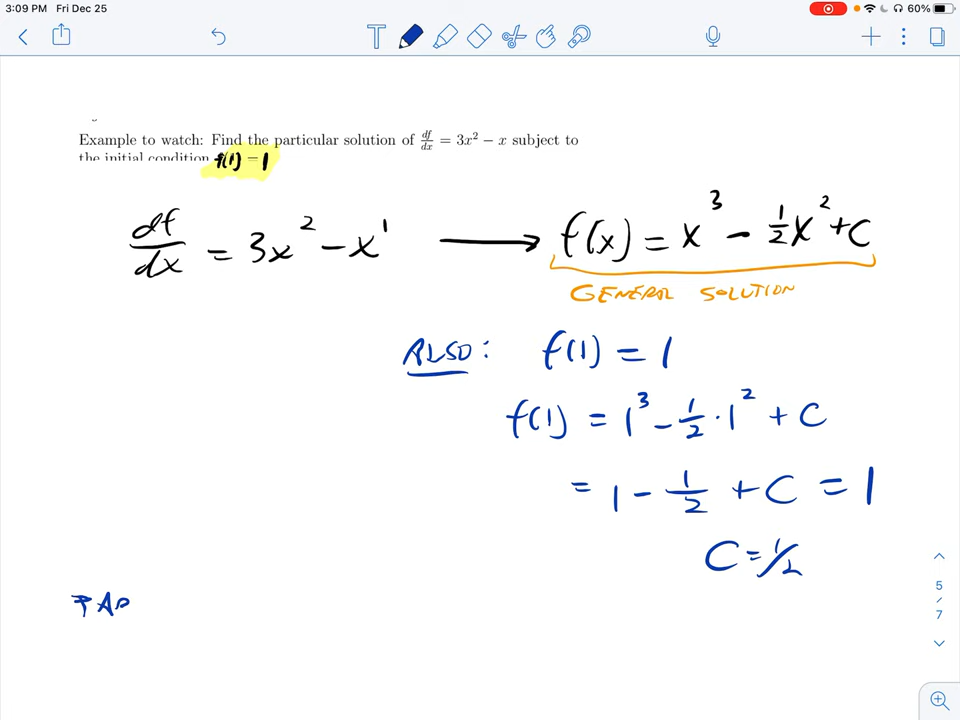 3:09 PM Fri Dec 25
60%
Example to watch: Find the particular solution of df/dx = 3x² − x subject to
the initial condition f(1) = 1
df/dx = 3x² − x¹ → f(x) = x³ − 1/2 x² + C
GENERAL SOLUTION
ALSO: f(1) = 1
f(1) = 1³ − 1/2 · 1² + C
= 1 − 1/2 + C = 1
C = 1/2
5
/
7